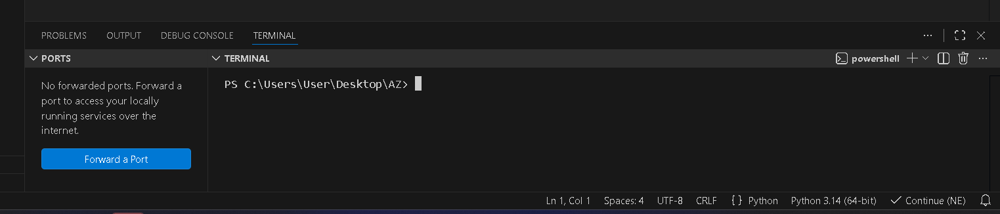 PROBLEMS OUTPUT DEBUG CONSOLE TERMINAL
PORTS
No forwarded ports. Forward a
port to access your locally
running services over the
internet.
Forward a Port
TERMINAL
powershell
PS C:\Users\User\Desktop\AZ>
Ln 1, Col 1 Spaces: 4 UTF-8 CRLF {} Python Python 3.14 (64-bit) Continue (NE)